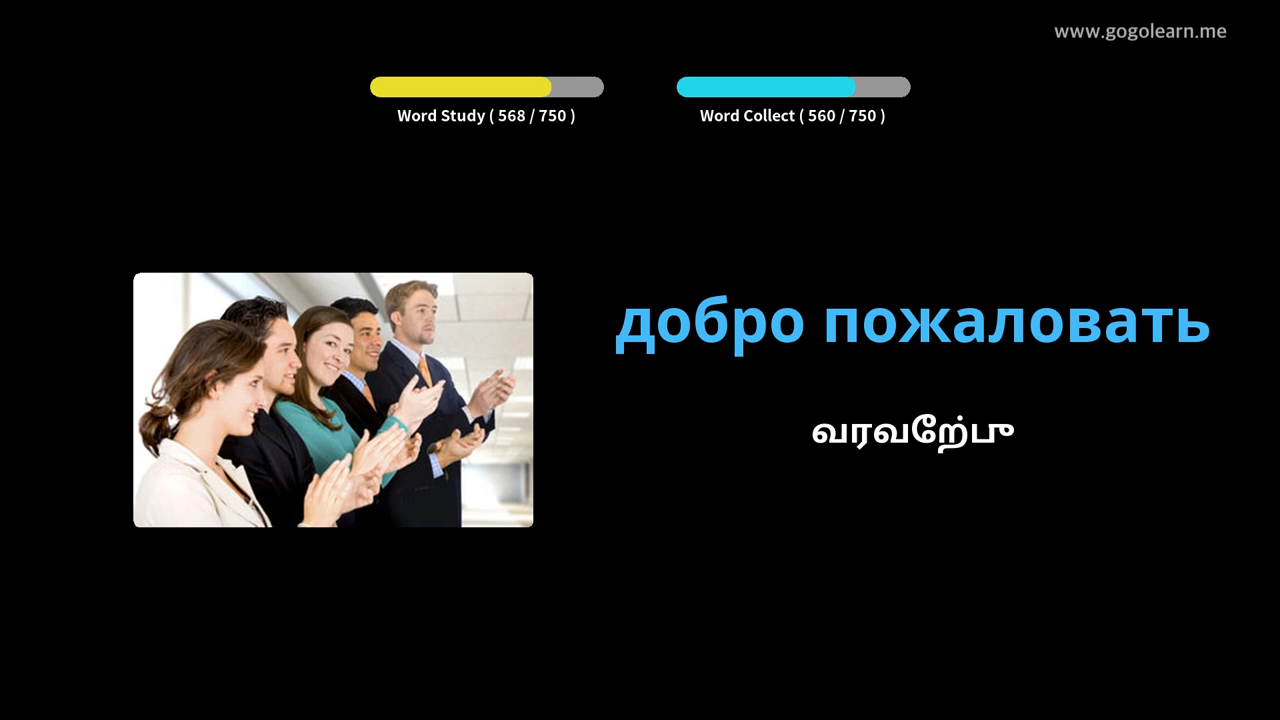 www.gogolearn.me
Word Study ( 568 / 750 )
Word Collect ( 560 / 750 )
добро пожаловать
வரவேற்பு